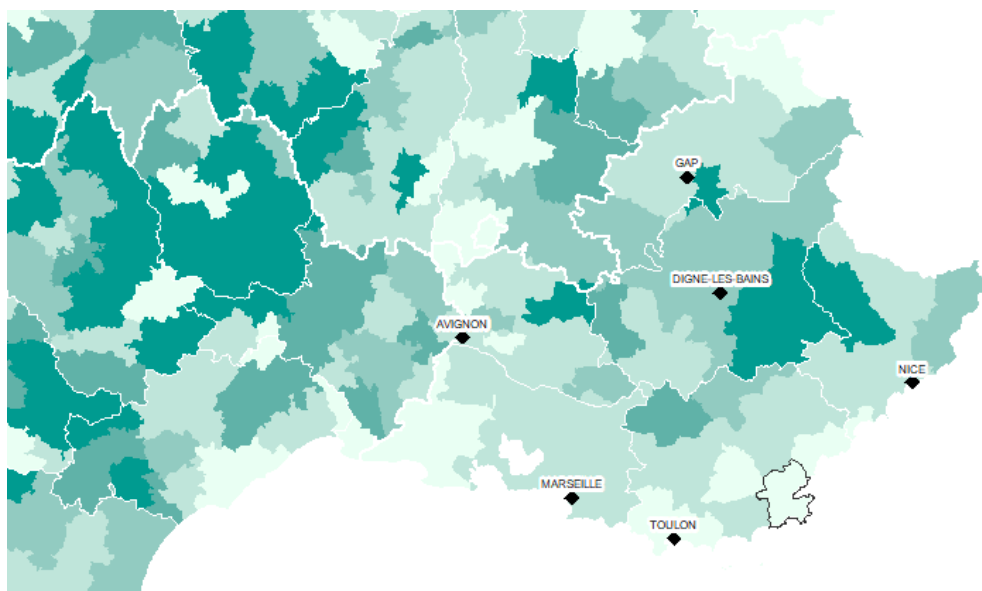 GAP
DIGNE-LES-BAINS
AVIGNON
NICE
MARSEILLE
TOULON